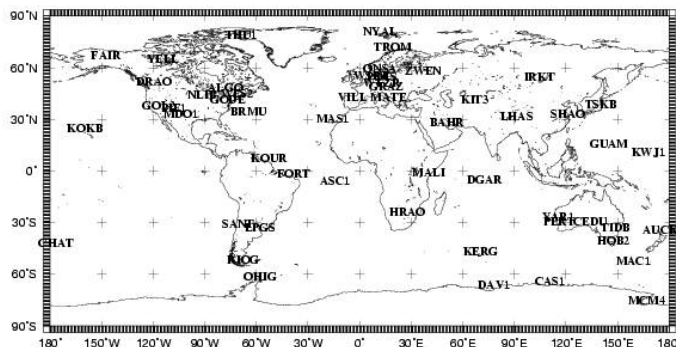 90°N
THU1 NYAL
TROM
FAIR YELL
60°N ONSA ZWEN
DRAO IRKT
ALGO GRAZ
NLIB VILL MATE KIT3 TSKB
GODE
MDO1 BRMU SHAO
30°N MAS1 BAHR LHAS
KOKB
GUAM
KOUR KWJ1
0° FORT MALI
ASC1 DGAR
HRAO YAR1
30°S SANT PERT CEDU TIDB
LPGS AUCK
CHAT HOB2
KERG
RIOG MAC1
60°S OHIG CAS1
DAV1
MCM4
90°S
180°W 150°W 120°W 90°W 60°W 30°W 0° 30°E 60°E 90°E 120°E 150°E 180°E